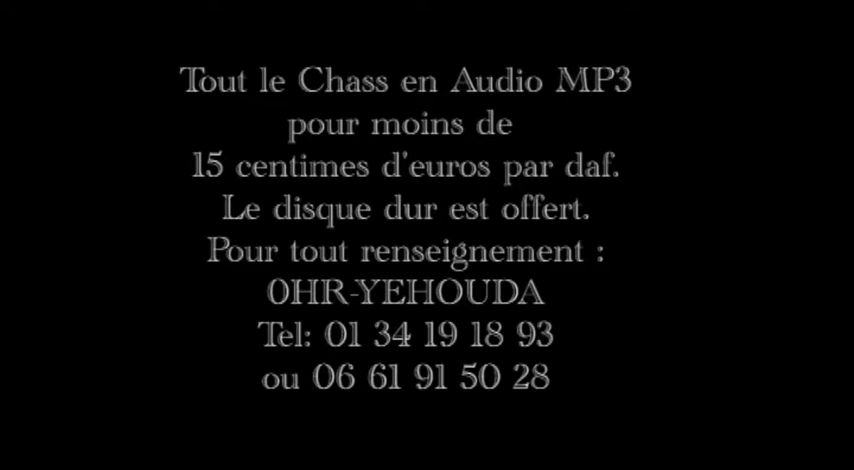 Tout le Chass en Audio MP3
pour moins de
15 centimes d'euros par daf.
Le disque dur est offert.
Pour tout renseignement :
0HR-YEHOUDA
Tel: 01 34 19 18 93
ou 06 61 91 50 28